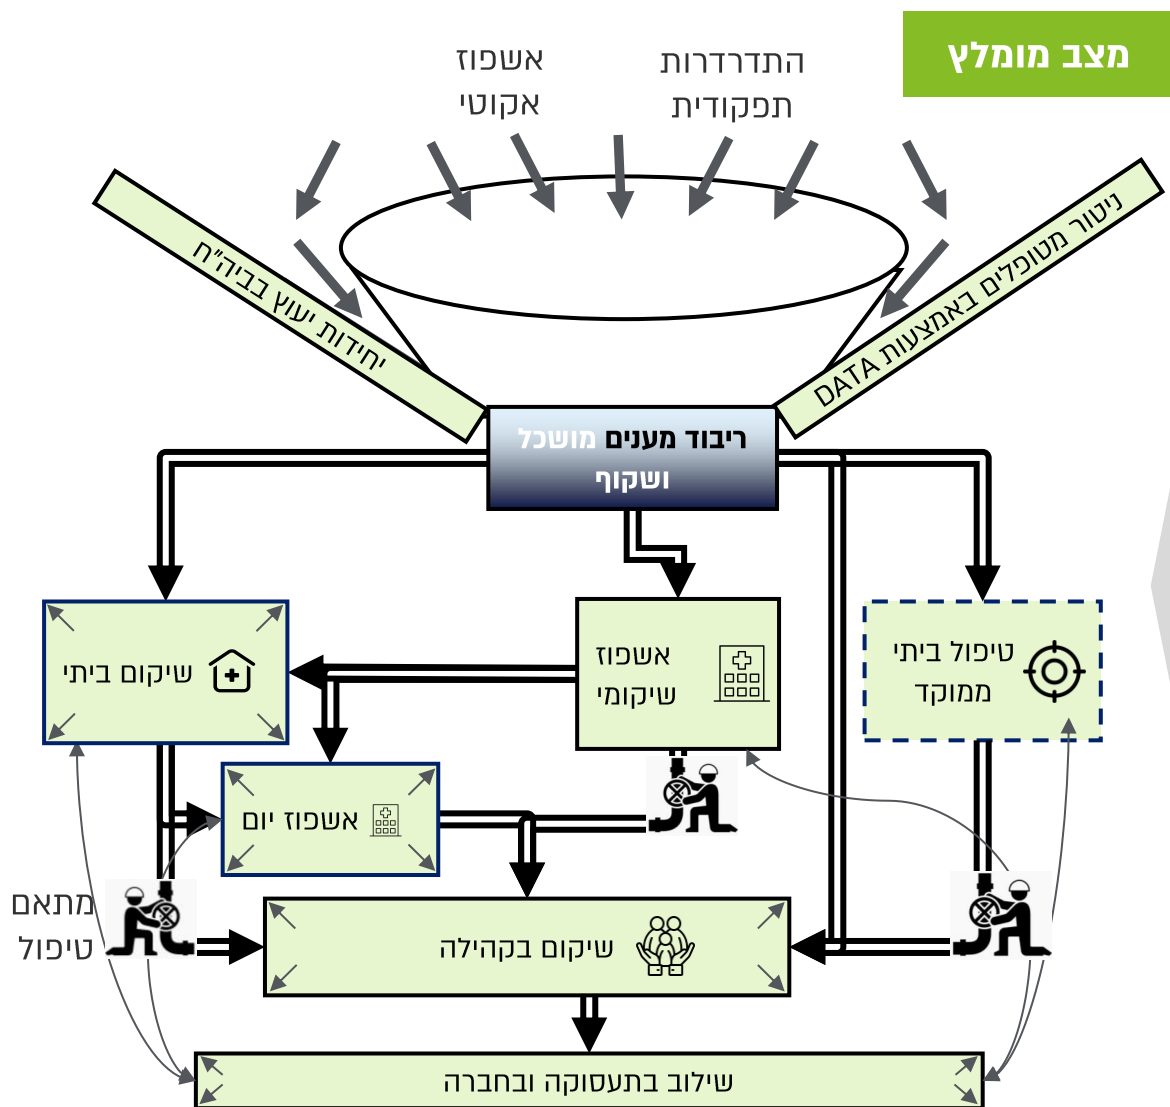 מצב מומלץ
התדרדרות
תפקודית
אשפוז
אקוטי
ניטור מטופלים באמצעות DATA
יחידות יעוץ בביה"ח
ריבוד מענים מושכל
ושקוף
טיפול ביתי
ממוקד
אשפוז
שיקומי
שיקום ביתי
אשפוז יום
מתאם
טיפול
שיקום בקהילה
שילוב בתעסוקה ובחברה